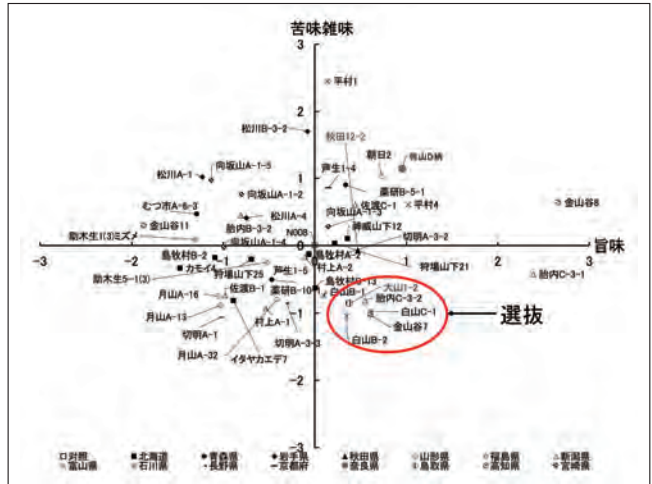 苦味雑味
3
平村1
2
松川B-3-2
秋田12-2
朝日2
青山D柄
芦生1-4
松川A-1
向坂山A-1-5
1
薬研B-5-1
向坂山A-1-2
佐渡C-1
平村4
金山谷8
むつ市A-6-3
松川A-4
向坂山A-1-3
金山谷11
胎内B-3-2
N008
神威山下12
助木生1(3)ミズメ
向坂山A-1-4
切明A-3-2
旨味
-3
-2
-1
0
0
1
2
3
島牧村B-2
島牧村A-2
カモイ4
村上A-2
狩場山下21
助木生5-1(3)
狩場山下25
芦生1-5
胎内C-3-1
佐渡B-1
薬研B-10
白山B-1
大山1-2
月山A-16
胎内C-3-2
月山A-13
村上A-1
-1
白山C-1
選抜
切明A-1
切明A-3-3
金山谷7
月山A-32
イタヤカエデ7
白山B-2
-2
-3
対照
北海道
青森県
岩手県
秋田県
山形県
福島県
新潟県
富山県
石川県
長野県
京都府
奈良県
鳥取県
高知県
宮崎県